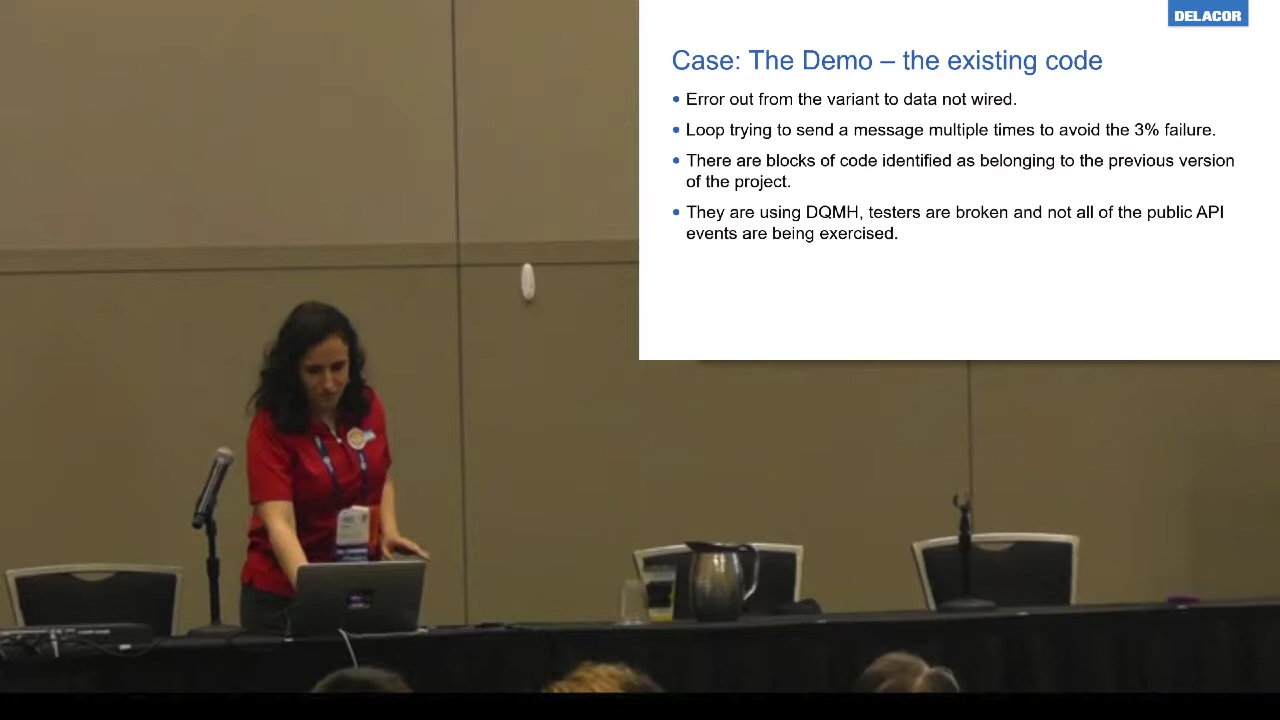 DELACOR
Case: The Demo – the existing code
• Error out from the variant to data not wired.
• Loop trying to send a message multiple times to avoid the 3% failure.
• There are blocks of code identified as belonging to the previous version
of the project.
• They are using DQMH, testers are broken and not all of the public API
events are being exercised.